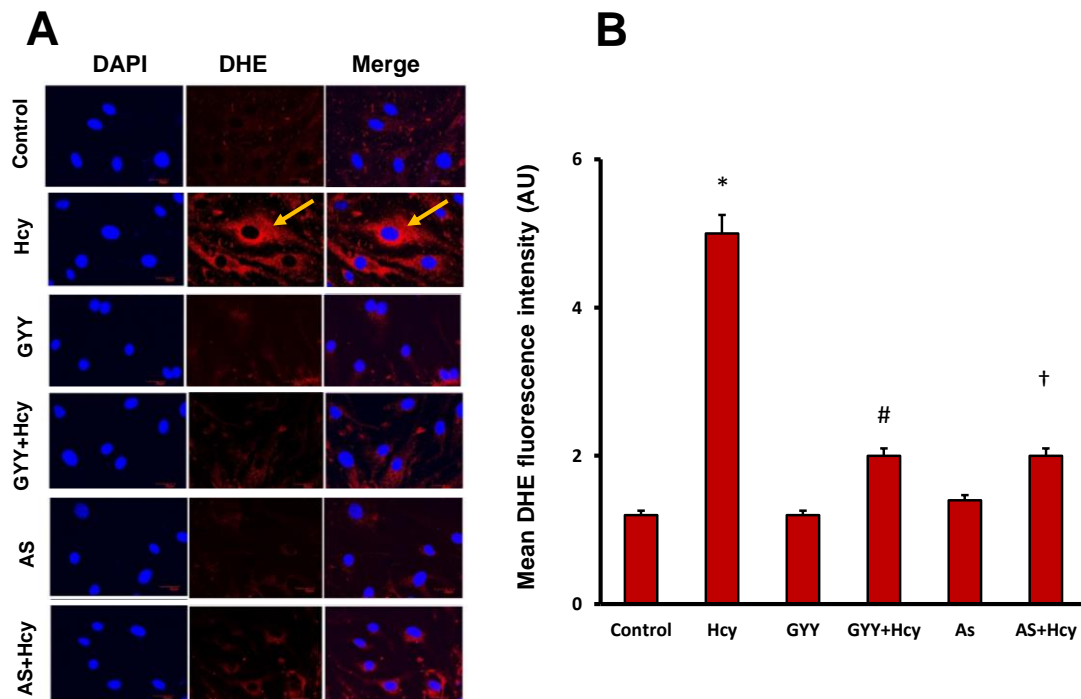 A
DAPI DHE Merge
Control
Hcy
GYY
GYY+Hcy
AS
AS+Hcy
B
Mean DHE fluorescence intensity (AU)
6
4
2
0
*
#
†
Control Hcy GYY GYY+Hcy As AS+Hcy